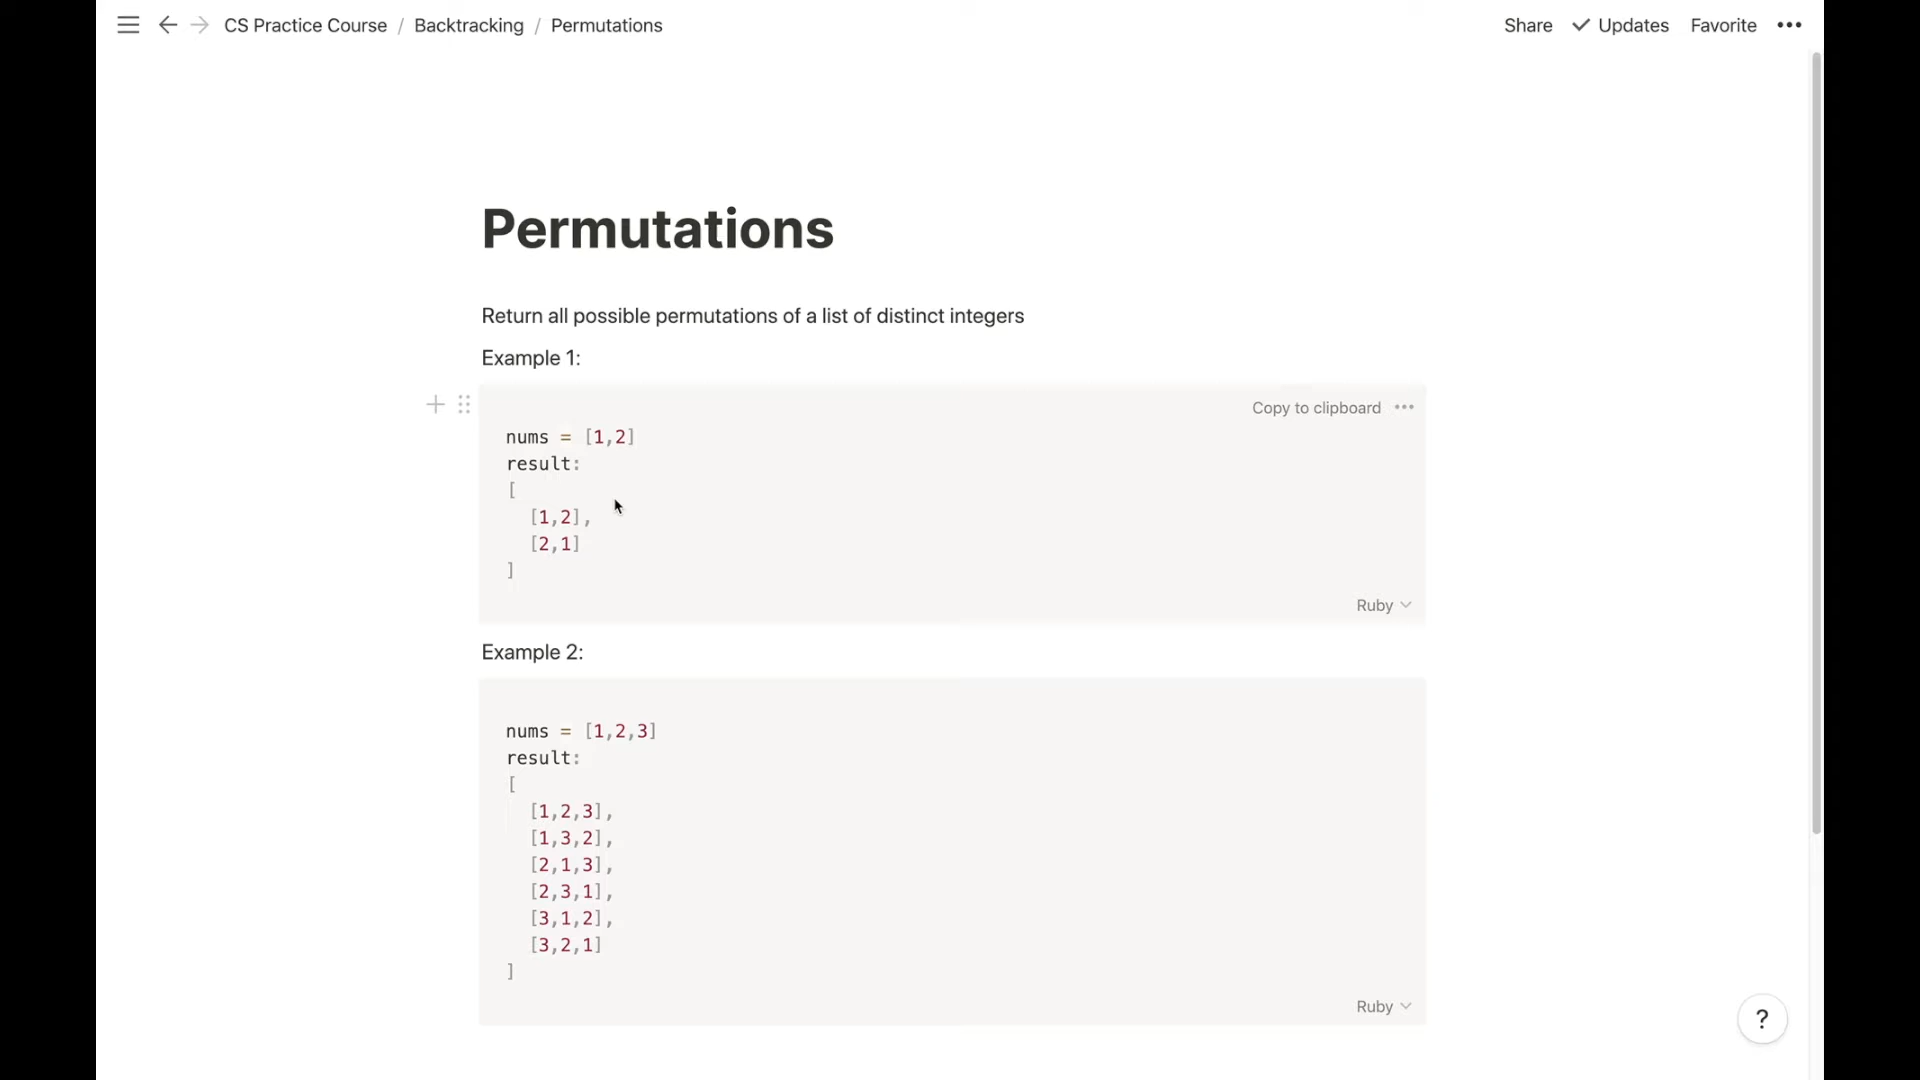 CS Practice Course / Backtracking / Permutations
Share Updates Favorite •••
Permutations
Return all possible permutations of a list of distinct integers
Example 1:
Copy to clipboard •••
nums = [1,2]
result:
[
[1,2],
[2,1]
]
Ruby
Example 2:
nums = [1,2,3]
result:
[
[1,2,3],
[1,3,2],
[2,1,3],
[2,3,1],
[3,1,2],
[3,2,1]
]
Ruby
?